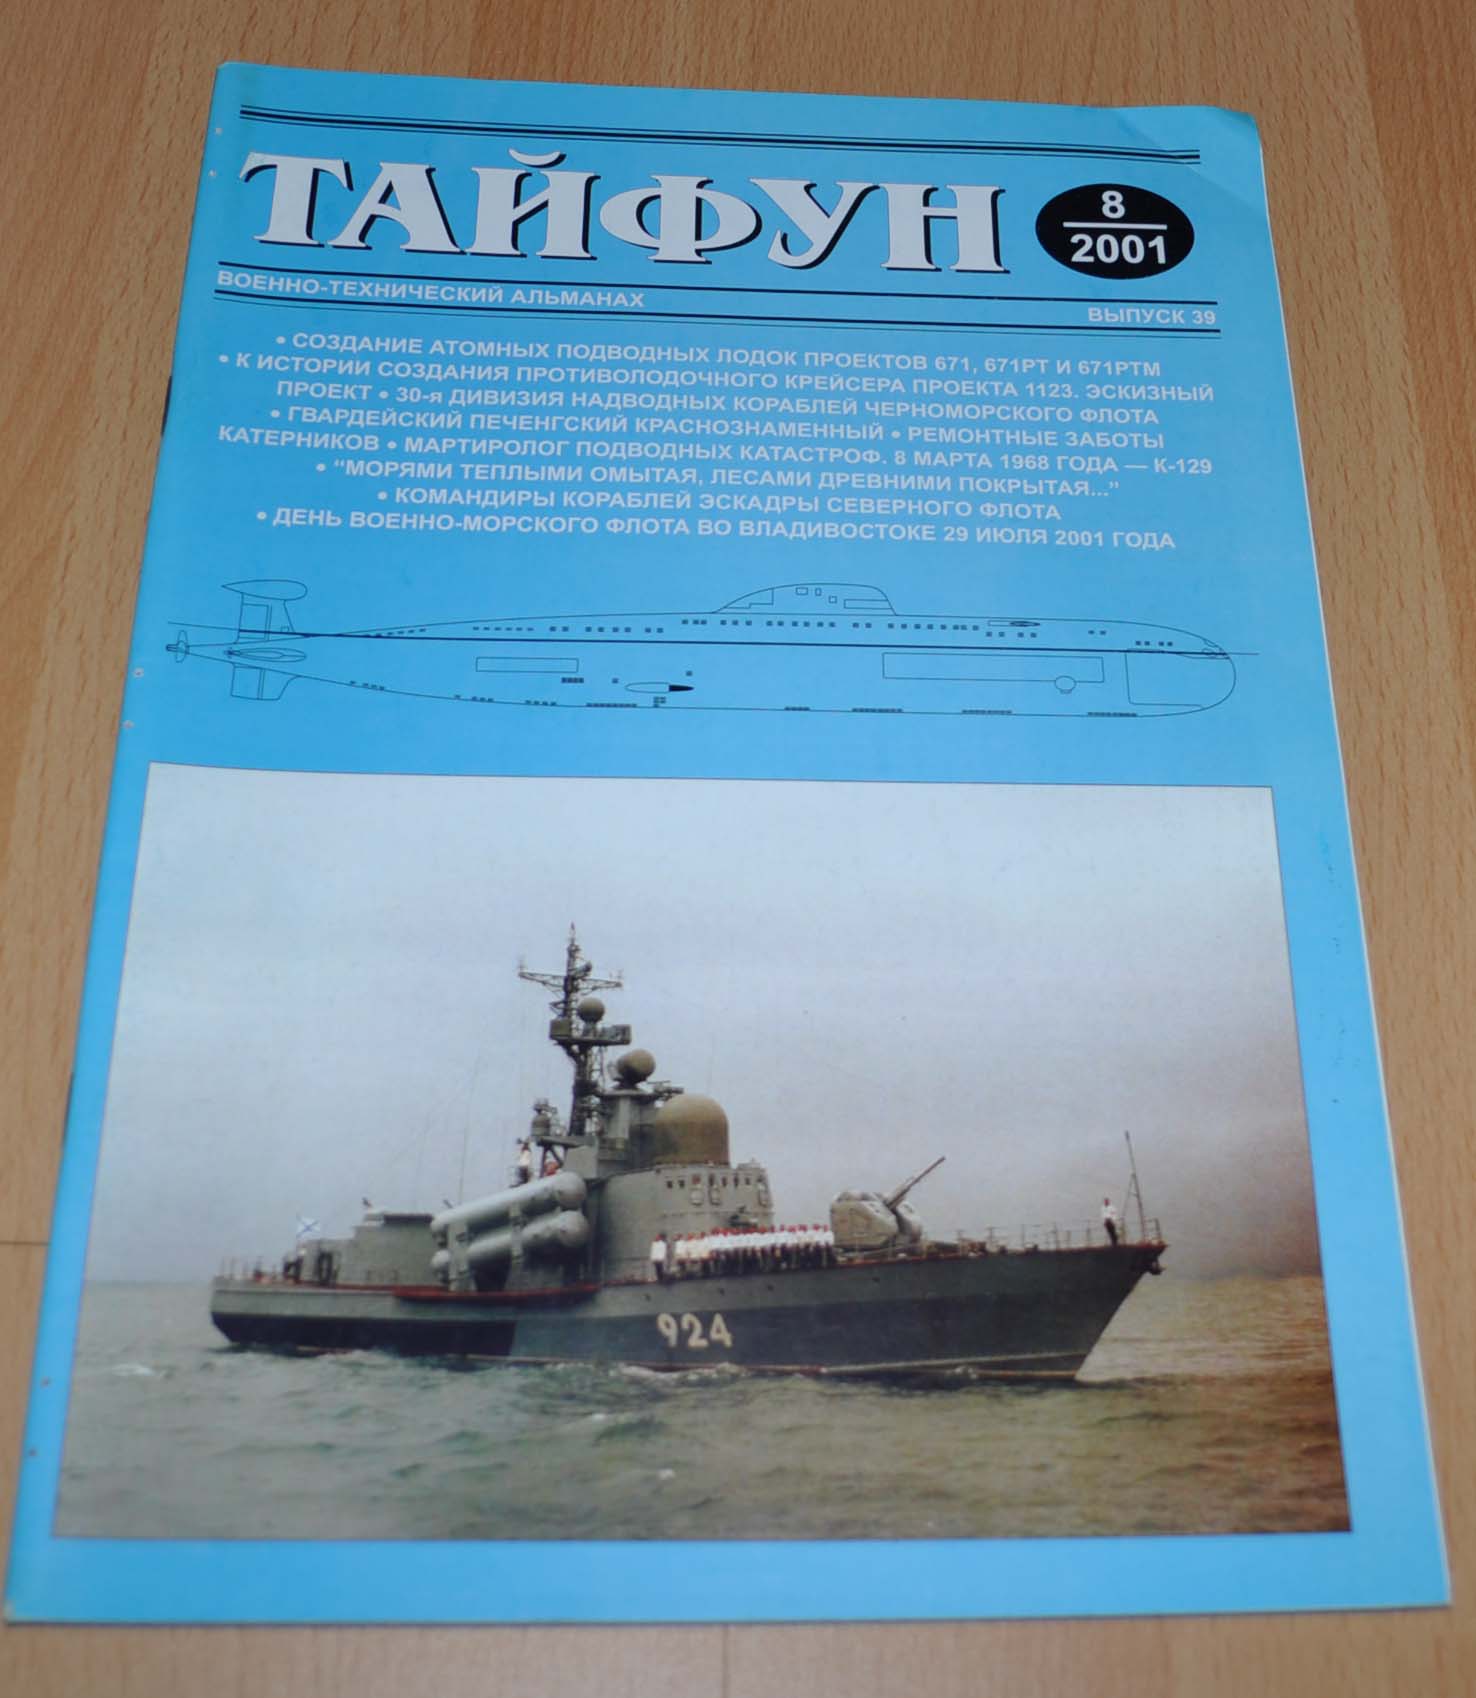 ТАЙФУН
8
2001
ВОЕННО-ТЕХНИЧЕСКИЙ АЛЬМАНАХ
ВЫПУСК 39
• СОЗДАНИЕ АТОМНЫХ ПОДВОДНЫХ ЛОДОК ПРОЕКТОВ 671, 671РТ И 671РТМ
• К ИСТОРИИ СОЗДАНИЯ ПРОТИВОЛОДОЧНОГО КРЕЙСЕРА ПРОЕКТА 1123. ЭСКИЗНЫЙ
ПРОЕКТ • 30-я ДИВИЗИЯ НАДВОДНЫХ КОРАБЛЕЙ ЧЕРНОМОРСКОГО ФЛОТА
• ГВАРДЕЙСКИЙ ПЕЧЕНГСКИЙ КРАСНОЗНАМЕННЫЙ • РЕМОНТНЫЕ ЗАБОТЫ
КАТЕРНИКОВ • МАРТИРОЛОГ ПОДВОДНЫХ КАТАСТРОФ. 8 МАРТА 1968 ГОДА — К-129
• "МОРЯМИ ТЕПЛЫМИ ОМЫТАЯ, ЛЕСАМИ ДРЕВНИМИ ПОКРЫТАЯ..."
• КОМАНДИРЫ КОРАБЛЕЙ ЭСКАДРЫ СЕВЕРНОГО ФЛОТА
• ДЕНЬ ВОЕННО-МОРСКОГО ФЛОТА ВО ВЛАДИВОСТОКЕ 29 ИЮЛЯ 2001 ГОДА
924